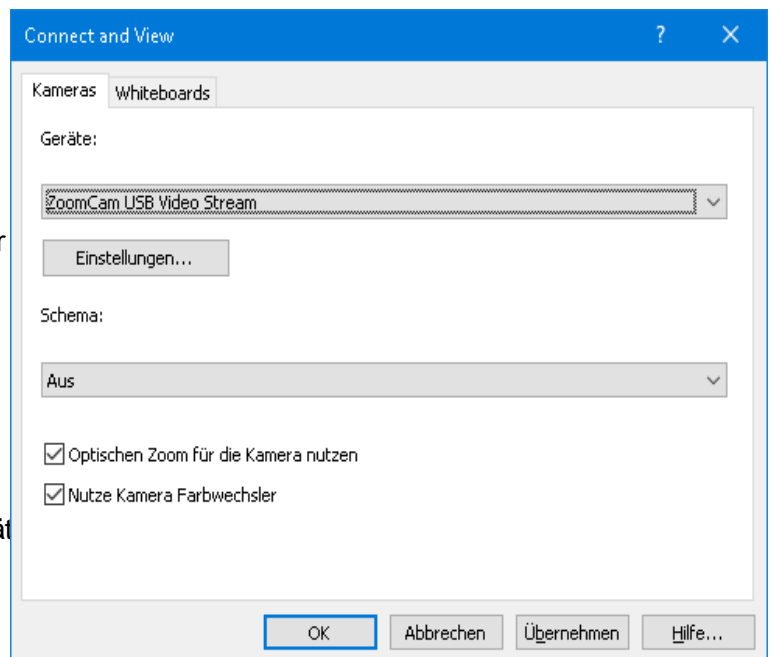 Connect and View
Kameras Whiteboards
Geräte:
ZoomCam USB Video Stream
r
Einstellungen...
Schema:
Aus
Optischen Zoom für die Kamera nutzen
Nutze Kamera Farbwechsler
ät
OK Abbrechen Übernehmen Hilfe...